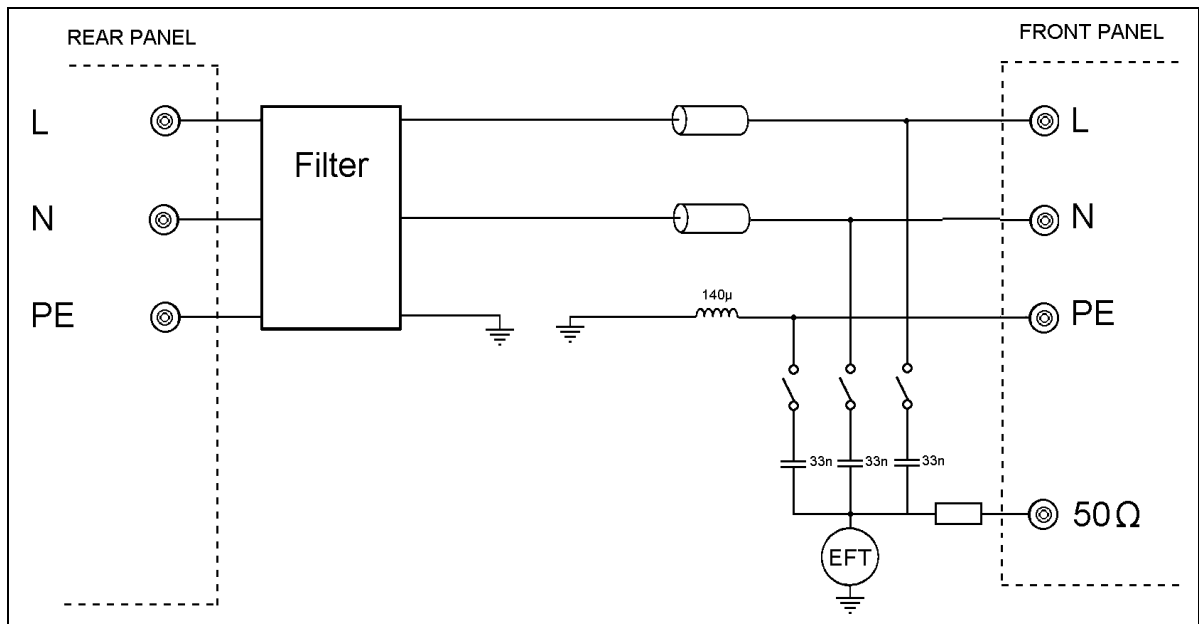 REAR PANEL
FRONT PANEL
L
Filter
L
N
N
140µ
PE
PE
33n
33n
33n
50Ω
EFT